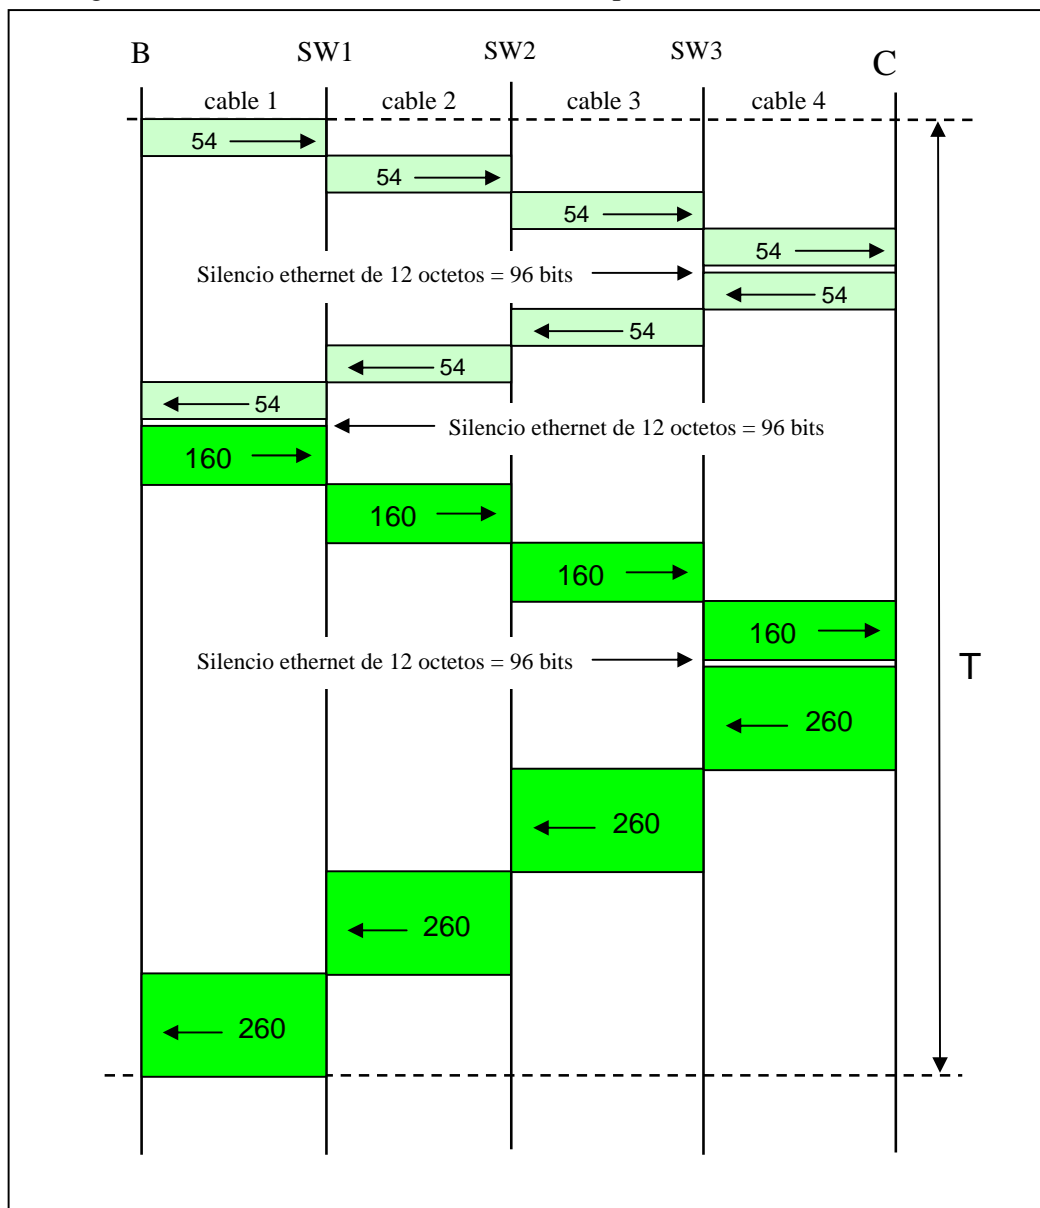 B SW1 SW2 SW3 C
cable 1 cable 2 cable 3 cable 4
54
54
54
54
Silencio ethernet de 12 octetos = 96 bits
54
54
54
54
Silencio ethernet de 12 octetos = 96 bits
160
160
160
160
Silencio ethernet de 12 octetos = 96 bits
T
260
260
260
260